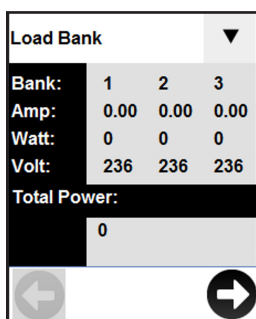 Load Bank
Bank: 1 2 3
Amp: 0.00 0.00 0.00
Watt: 0 0 0
Volt: 236 236 236
Total Power:
0